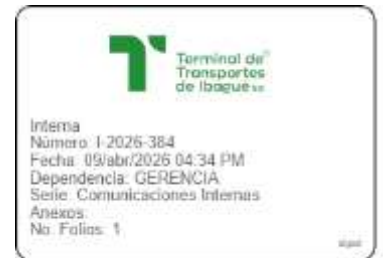 Terminal de
Transportes
de Ibague s.a.
Interna
Número: I-2026-384
Fecha: 09/abr/2026 04:34 PM
Dependencia: GERENCIA
Serie: Comunicaciones Internas
Anexos:
No. Folios: 1